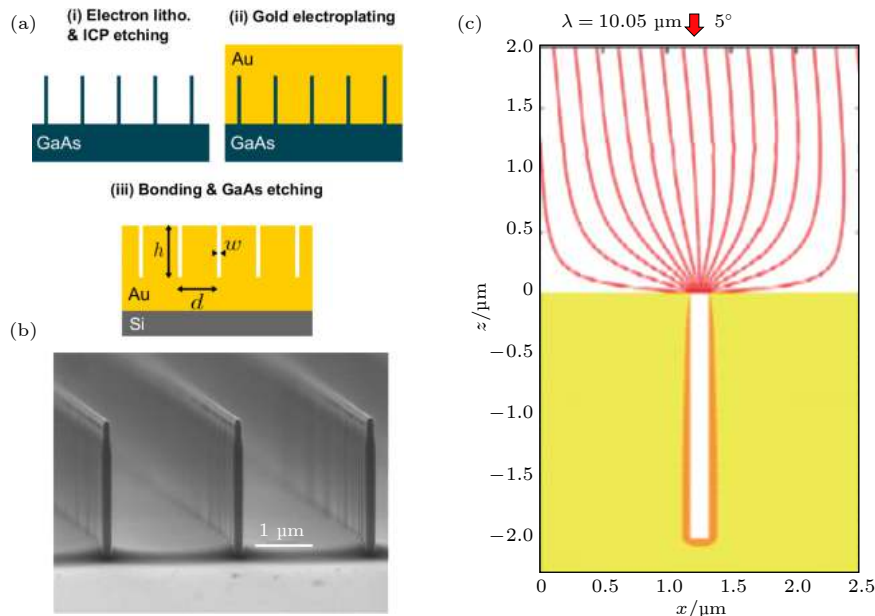 (a)
(i) Electron litho.
& ICP etching
GaAs
(ii) Gold electroplating
Au
GaAs
(iii) Bonding & GaAs etching
h
w
d
Au
Si
(b)
1 µm
(c)
λ = 10.05 µm
5°
z/µm
2.0
1.5
1.0
0.5
0
−0.5
−1.0
−1.5
−2.0
0
0.5
1.0
1.5
2.0
2.5
x/µm